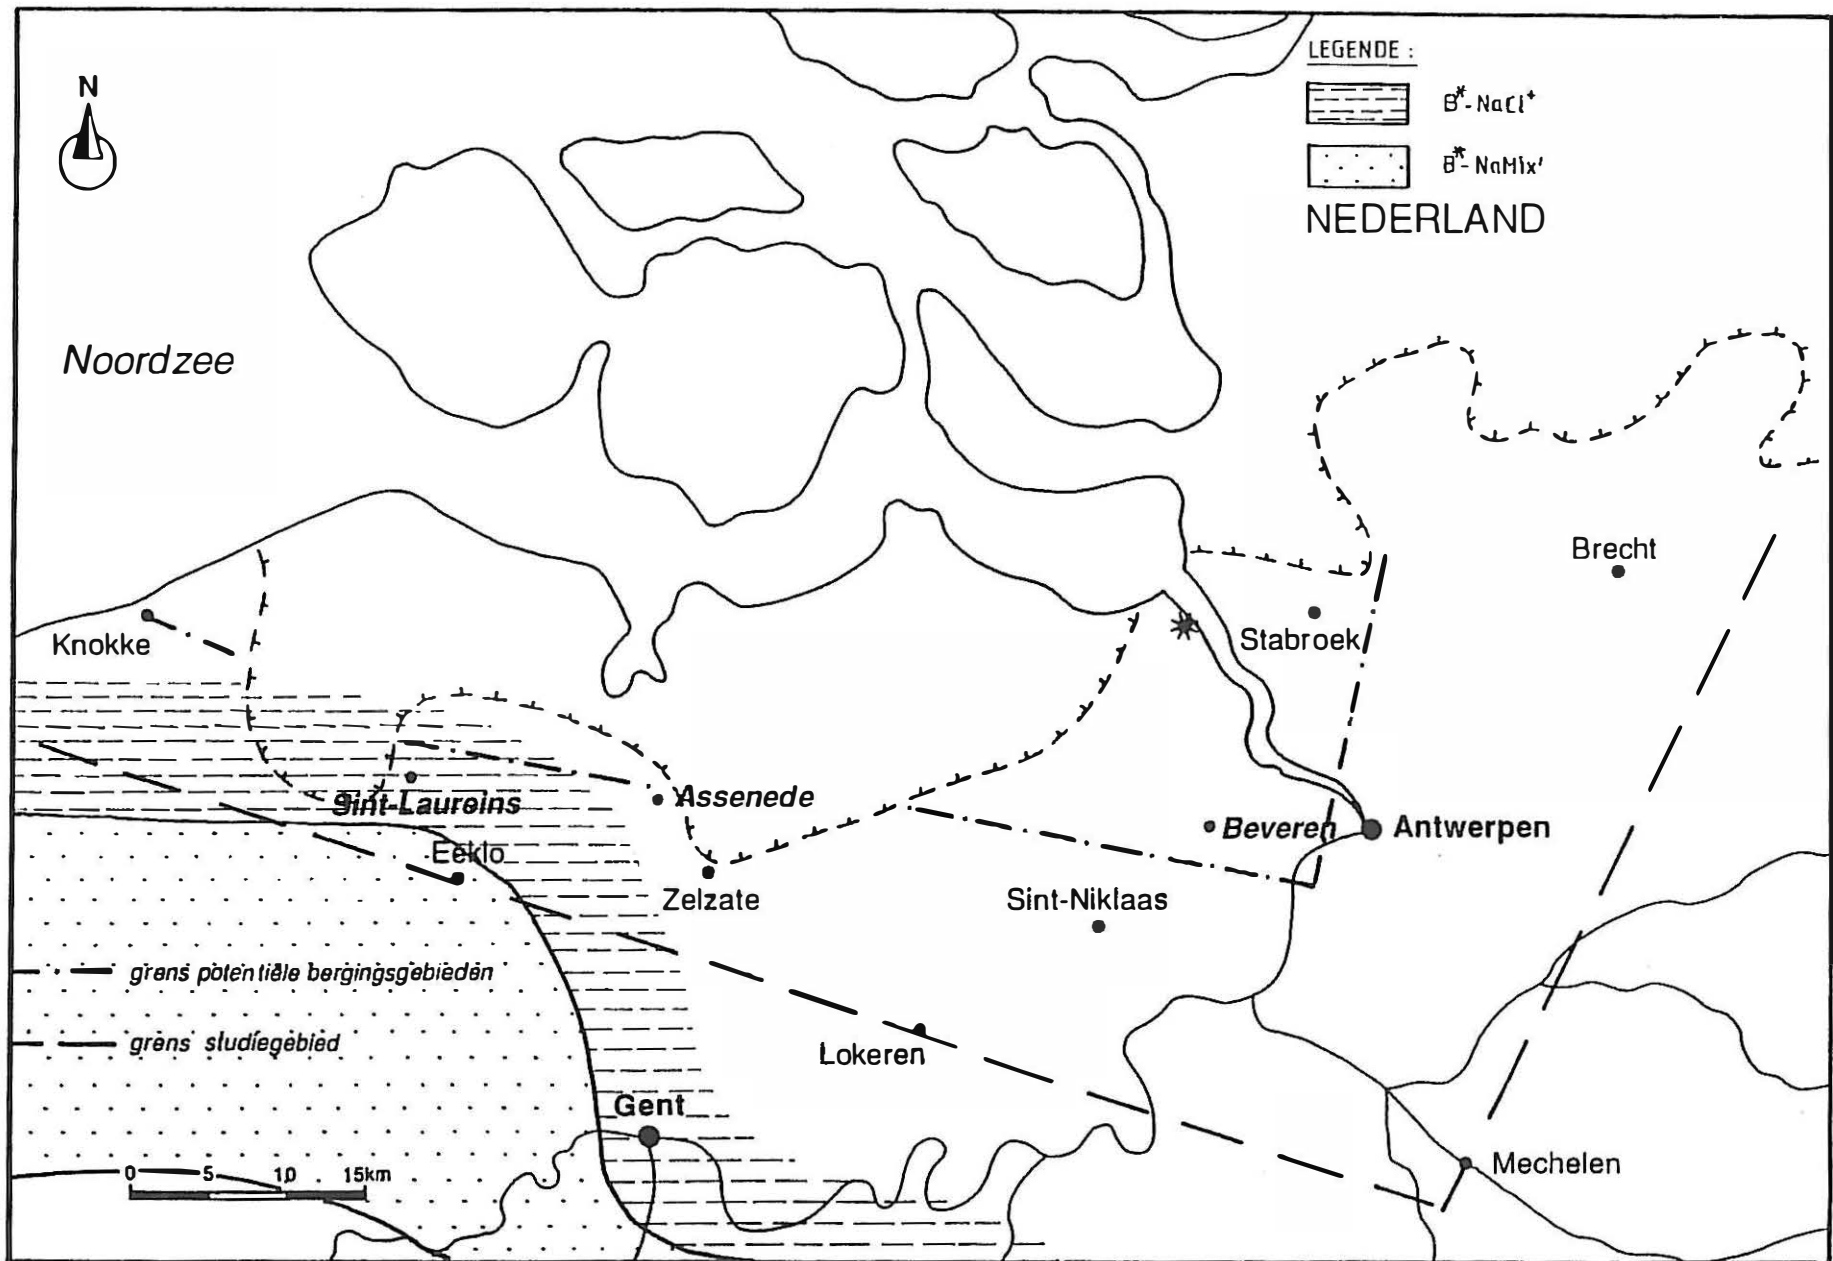 LEGENDE :
N
B*-NaCl+
B*-NaMix'
NEDERLAND
Noordzee
Brecht
Knokke
Stabroek
Sint-Laureins
Assenede
Beveren
Antwerpen
Eeklo
Zelzate
Sint-Niklaas
grens potentiële bergingsgebieden
grens studiegebied
Lokeren
Gent
Mechelen
0 5 10 15km